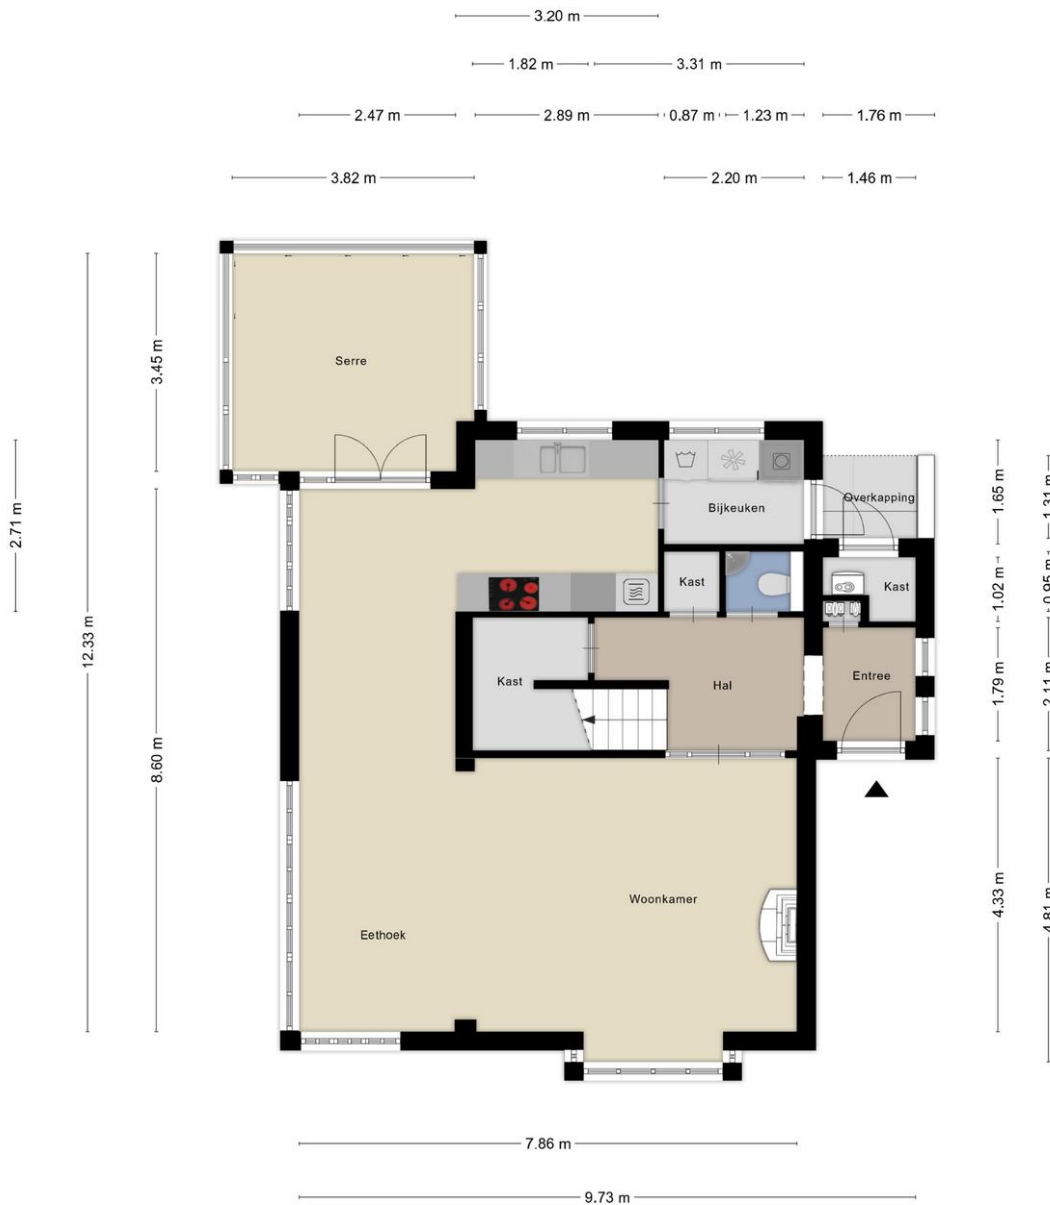 3.20 m
1.82 m
3.31 m
2.47 m
2.89 m
0.87 m
1.23 m
1.76 m
3.82 m
2.20 m
1.46 m
3.45 m
Serre
2.71 m
1.65 m
1.31 m
Overkapping
Bijkeuken
Kast
Kast
1.02 m
0.95 m
12.33 m
Kast
Hal
Entree
1.79 m
2.11 m
8.60 m
Woonkamer
4.33 m
4.81 m
Eethoek
7.86 m
9.73 m